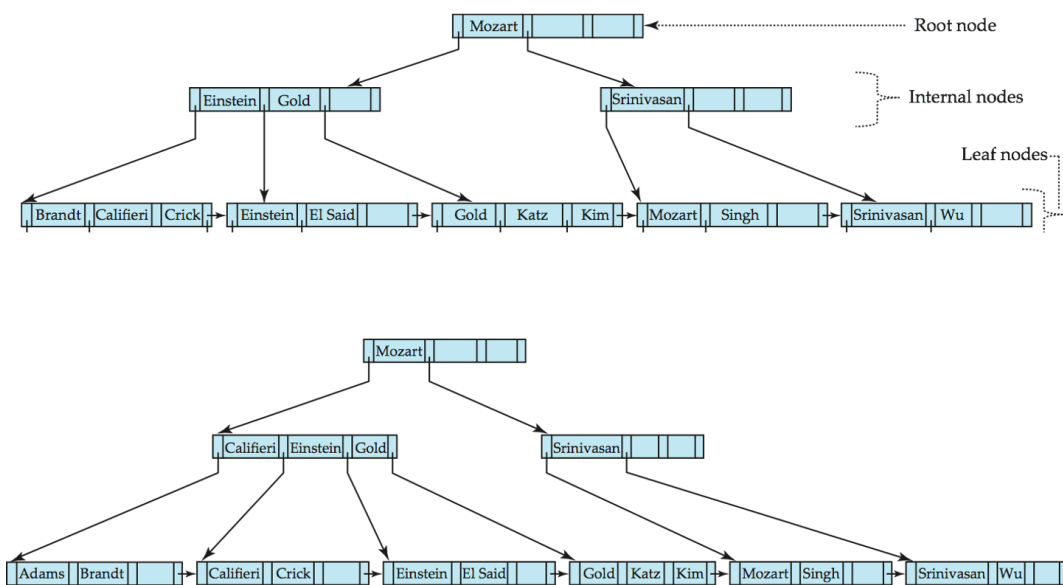 Mozart
Root node
Einstein Gold
Srinivasan
Internal nodes
Leaf nodes
Brandt Califieri Crick
Einstein El Said
Gold Katz Kim
Mozart Singh
Srinivasan Wu
Mozart
Califieri Einstein Gold
Srinivasan
Adams Brandt
Califieri Crick
Einstein El Said
Gold Katz Kim
Mozart Singh
Srinivasan Wu